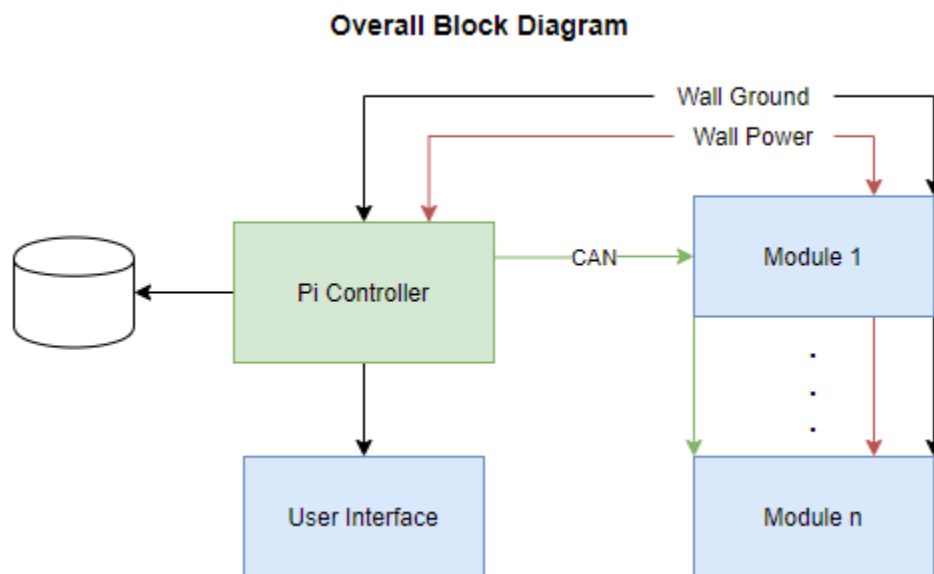 Overall Block Diagram
Wall Ground
Wall Power
CAN
Module 1
Pi Controller
.
.
.
User Interface
Module n